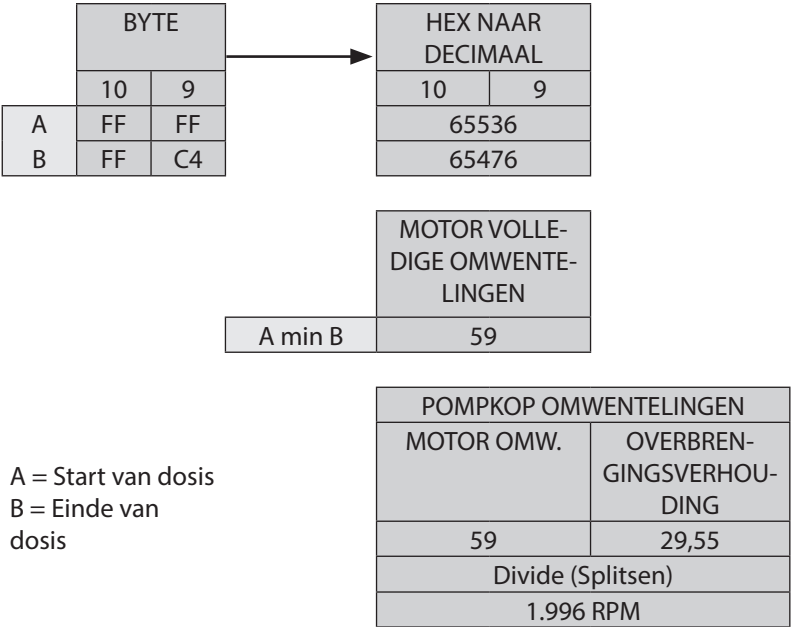 BYTE
HEX NAAR
DECIMAAL
10 9
10 9
A FF FF
65536
B FF C4
65476
MOTOR VOLLE-
DIGE OMWENTE-
LINGEN
A min B 59
POMPKOP OMWENTELINGEN
MOTOR OMW.
OVERBREN-
GINGSVERHOU-
DING
59 29,55
Divide (Splitsen)
1.996 RPM
A = Start van dosis
B = Einde van
dosis